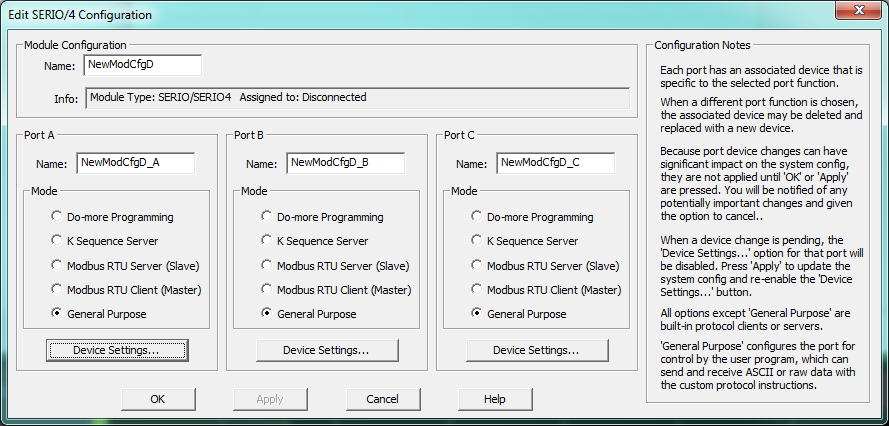 Edit SERIO/4 Configuration
Module Configuration
Name: NewModCfgD
Info: Module Type: SERIO/SERIO4 Assigned to: Disconnected
Port A
Name: NewModCfgD_A
Mode
Do-more Programming
K Sequence Server
Modbus RTU Server (Slave)
Modbus RTU Client (Master)
General Purpose
Device Settings...
Port B
Name: NewModCfgD_B
Mode
Do-more Programming
K Sequence Server
Modbus RTU Server (Slave)
Modbus RTU Client (Master)
General Purpose
Device Settings...
Port C
Name: NewModCfgD_C
Mode
Do-more Programming
K Sequence Server
Modbus RTU Server (Slave)
Modbus RTU Client (Master)
General Purpose
Device Settings...
OK
Apply
Cancel
Help
Configuration Notes
Each port has an associated device that is
specific to the selected port function.
When a different port function is chosen,
the associated device may be deleted and
replaced with a new device.
Because port device changes can have
significant impact on the system config,
they are not applied until 'OK' or 'Apply'
are pressed. You will be notified of any
potentially important changes and given
the option to cancel..
When a device change is pending, the
'Device Settings...' option for that port will
be disabled. Press 'Apply' to update the
system config and re-enable the 'Device
Settings...' button.
All options except 'General Purpose' are
built-in protocol clients or servers.
'General Purpose' configures the port for
control by the user program, which can
send and receive ASCII or raw data with
the custom protocol instructions.